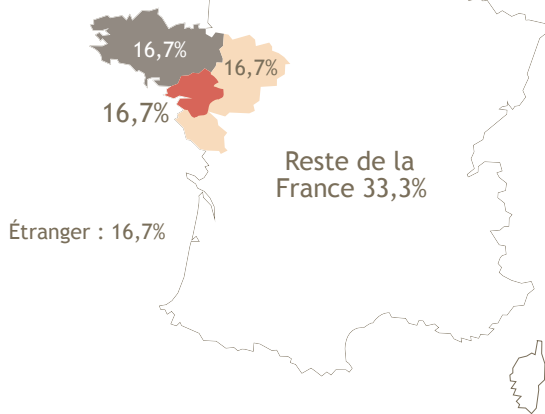 16,7%
16,7%
16,7%
Reste de la
France 33,3%
Étranger : 16,7%